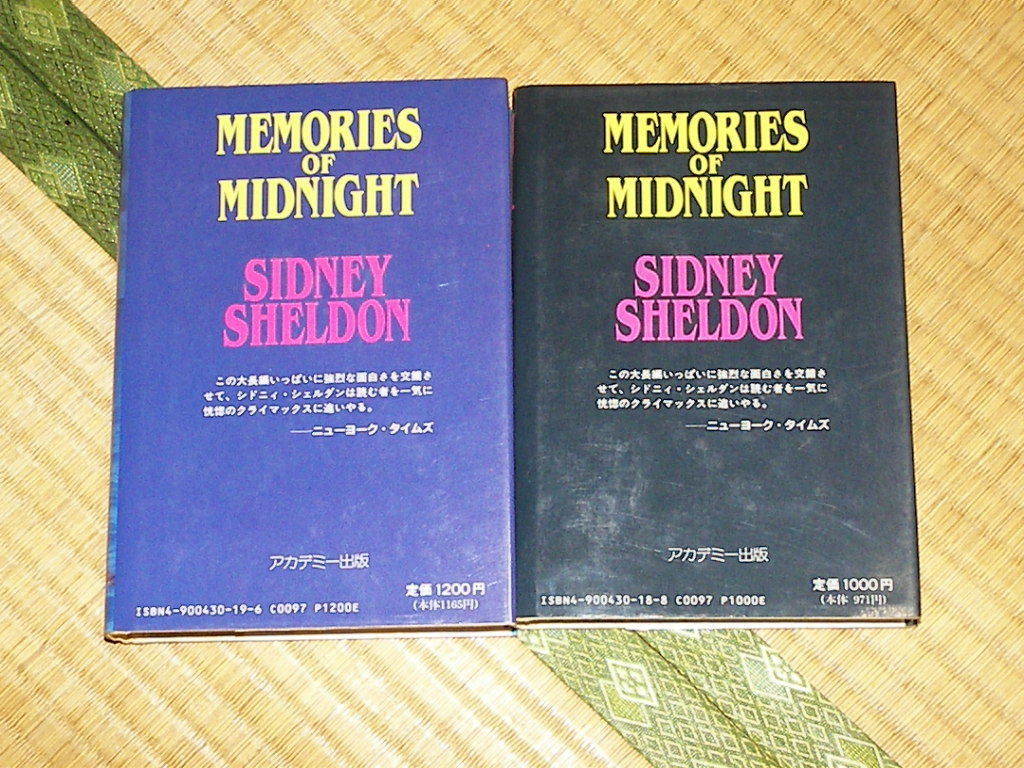 MEMORIES
OF
MIDNIGHT
SIDNEY
SHELDON
この大長編いっぱいに強烈な面白さを交錯さ
せて、シドニィ・シェルダンは読む者を一気に
恍惚のクライマックスに追いやる。
──ニューヨーク・タイムズ
アカデミー出版
定価1200円
(本体1165円)
ISBN4-900430-19-6 C0097 P1200E
MEMORIES
OF
MIDNIGHT
SIDNEY
SHELDON
この大長編いっぱいに強烈な面白さを交錯さ
せて、シドニィ・シェルダンは読む者を一気に
恍惚のクライマックスに追いやる。
──ニューヨーク・タイムズ
アカデミー出版
定価1000円
(本体 971円)
ISBN4-900430-18-8 C0097 P1000E